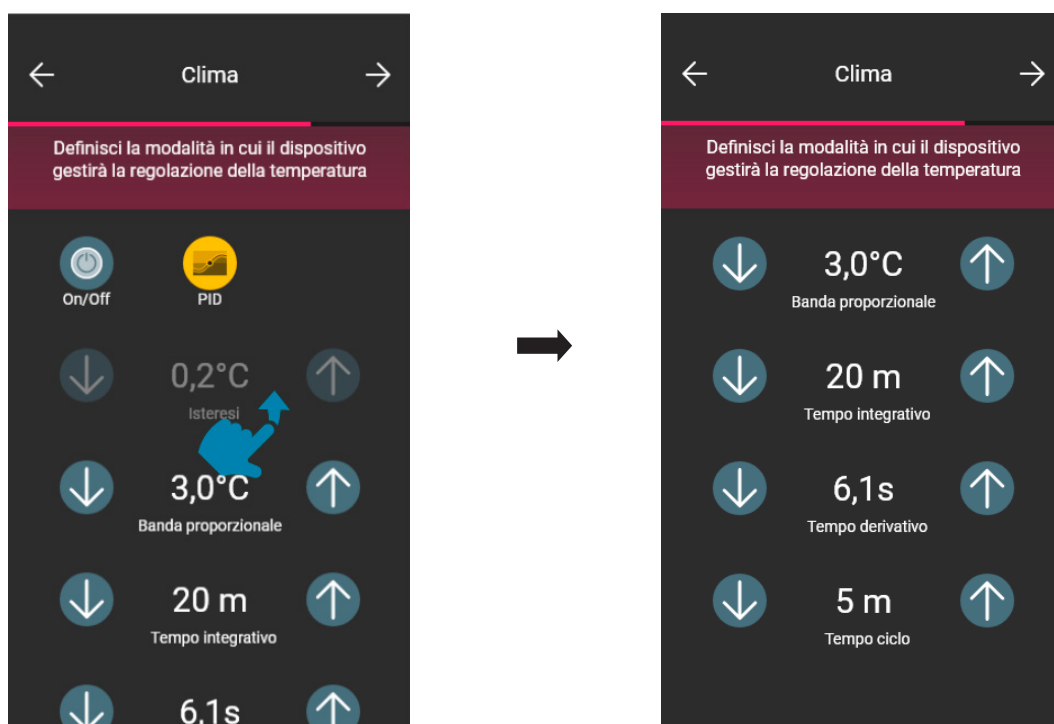 Clima
Definisci la modalità in cui il dispositivo
gestirà la regolazione della temperatura
On/Off
PID
0,2°C
Isteresi
3,0°C
Banda proporzionale
20 m
Tempo integrativo
6,1s
Clima
Definisci la modalità in cui il dispositivo
gestirà la regolazione della temperatura
3,0°C
Banda proporzionale
20 m
Tempo integrativo
6,1s
Tempo derivativo
5 m
Tempo ciclo